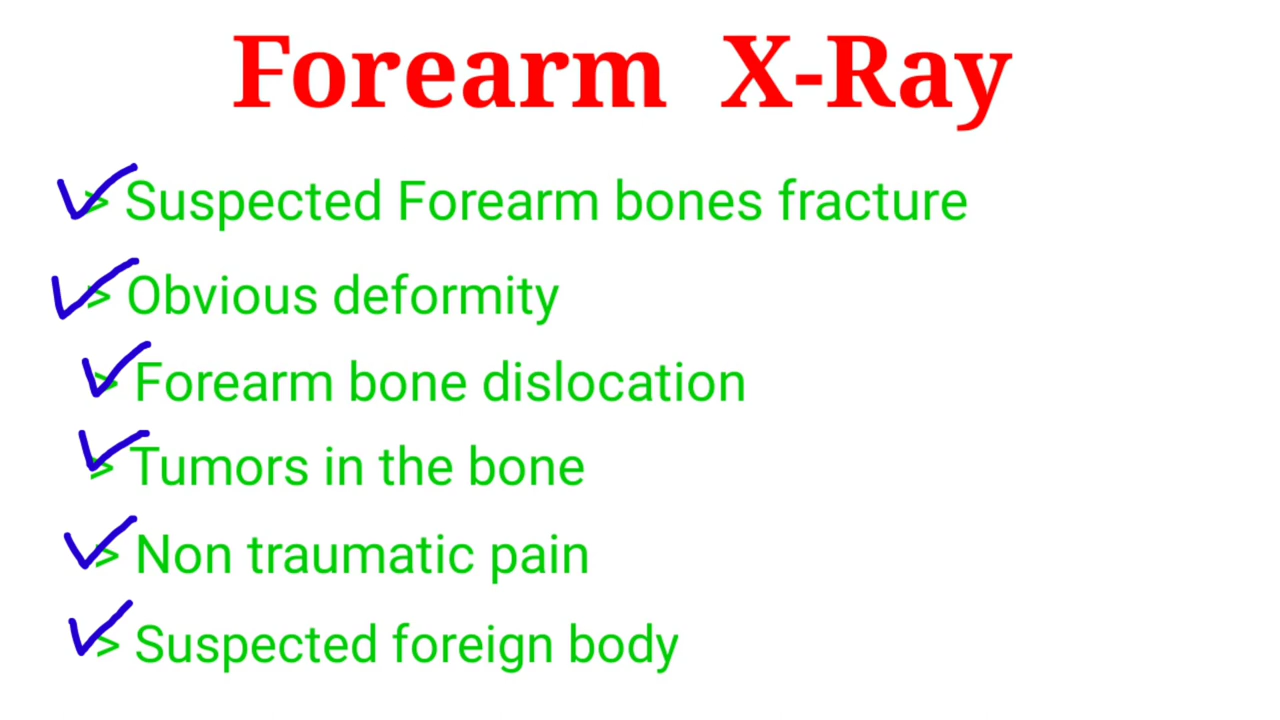 Forearm X-Ray
> Suspected Forearm bones fracture
> Obvious deformity
> Forearm bone dislocation
> Tumors in the bone
> Non traumatic pain
> Suspected foreign body